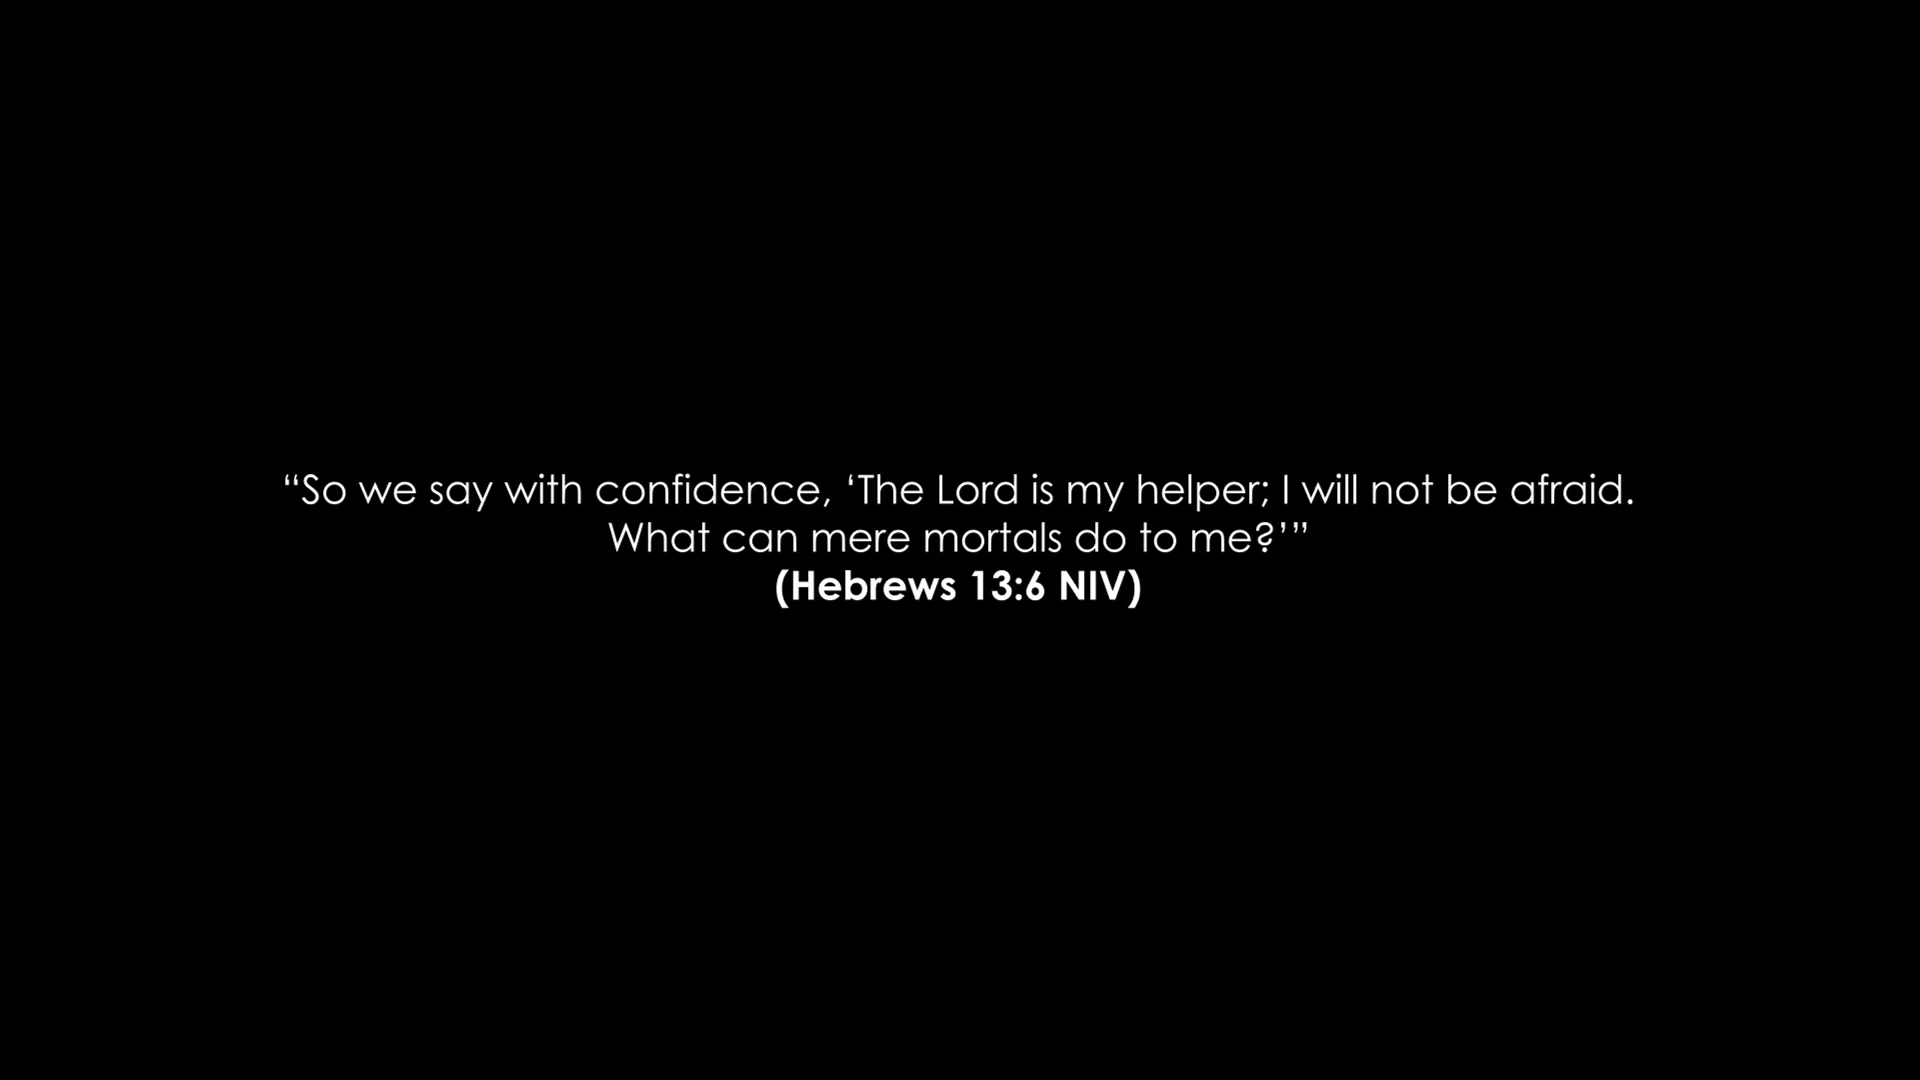 “So we say with confidence, ‘The Lord is my helper; I will not be afraid.
What can mere mortals do to me?’”
(Hebrews 13:6 NIV)